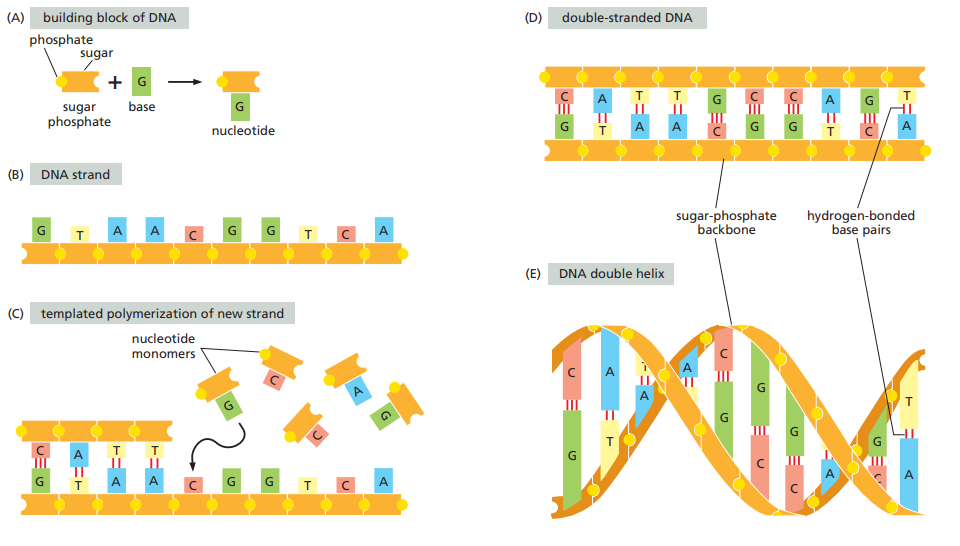 (A) building block of DNA
phosphate
sugar
+ G
sugar
phosphate
base
G
nucleotide
(B) DNA strand
G T A A C G G T C A
(C) templated polymerization of new strand
nucleotide
monomers
C
G
A
G
C
C A T T
G T A A C G G T C A
(D) double-stranded DNA
C A T T G C C A G T
G T A A C G G T C A
sugar-phosphate
backbone
hydrogen-bonded
base pairs
(E) DNA double helix
C A T A C G G G T
G T A G C C A C A